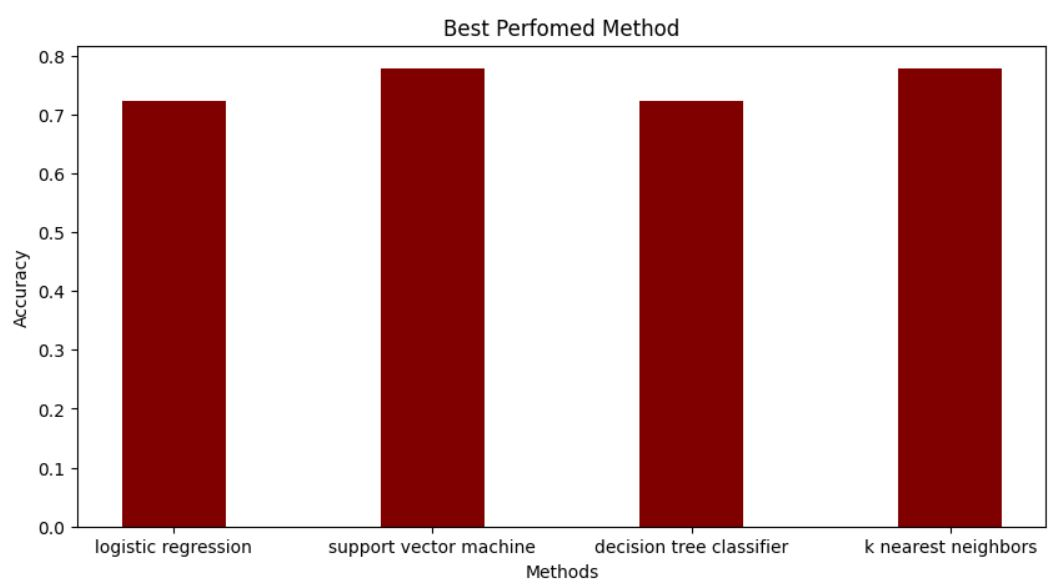 Best Perfomed Method
Accuracy
0.8
0.7
0.6
0.5
0.4
0.3
0.2
0.1
0.0
logistic regression support vector machine decision tree classifier k nearest neighbors
Methods